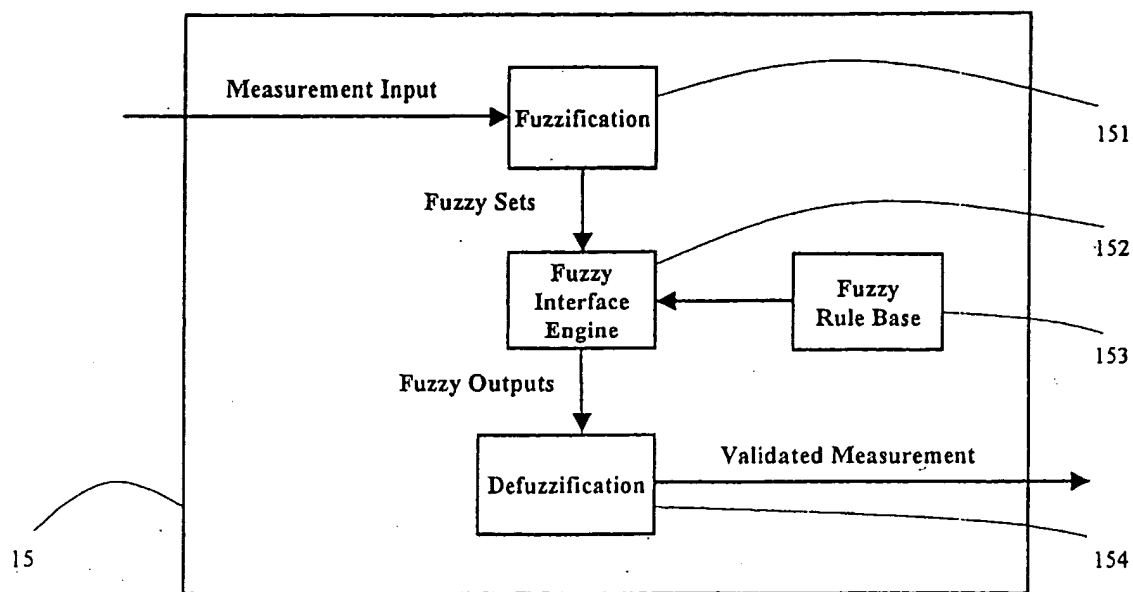 Measurement Input
Fuzzification
151
Fuzzy Sets
152
Fuzzy
Interface
Engine
Fuzzy
Rule Base
153
Fuzzy Outputs
Defuzzification
Validated Measurement
15
154